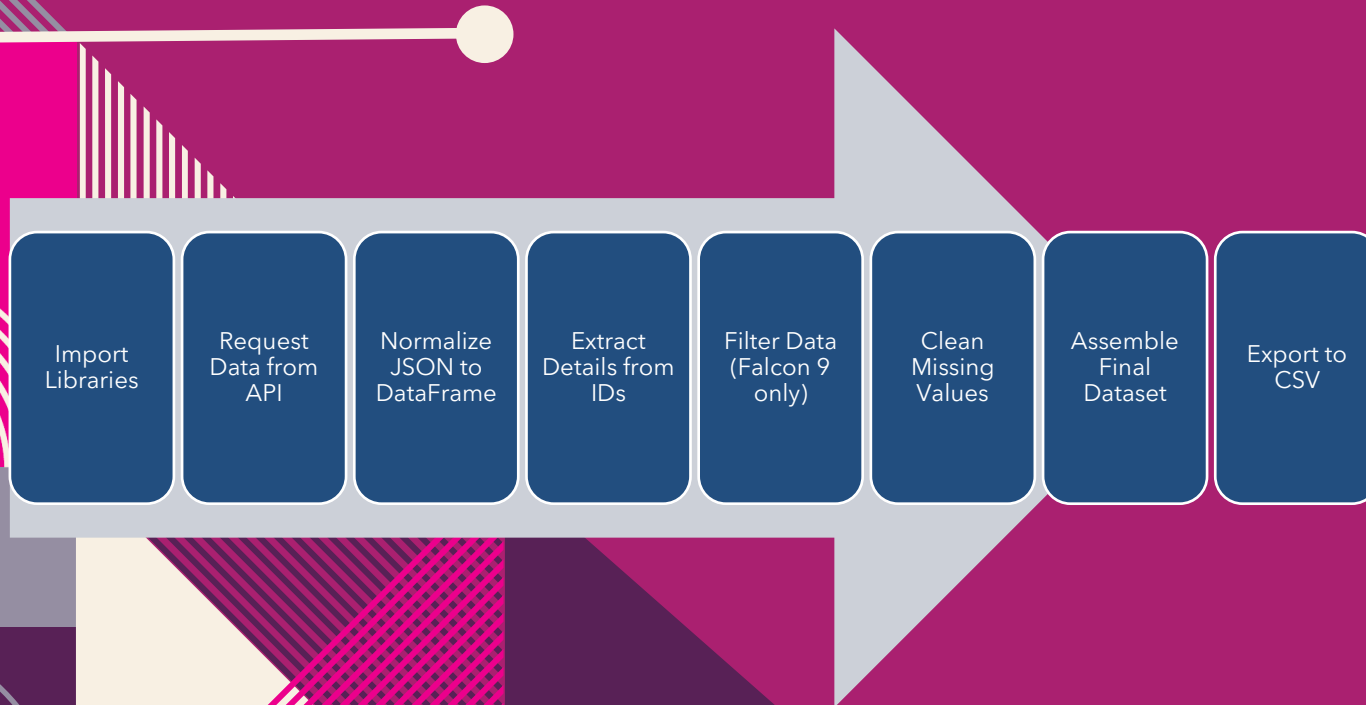 Import
Libraries
Request
Data from
API
Normalize
JSON to
DataFrame
Extract
Details from
IDs
Filter Data
(Falcon 9
only)
Clean
Missing
Values
Assemble
Final
Dataset
Export to
CSV